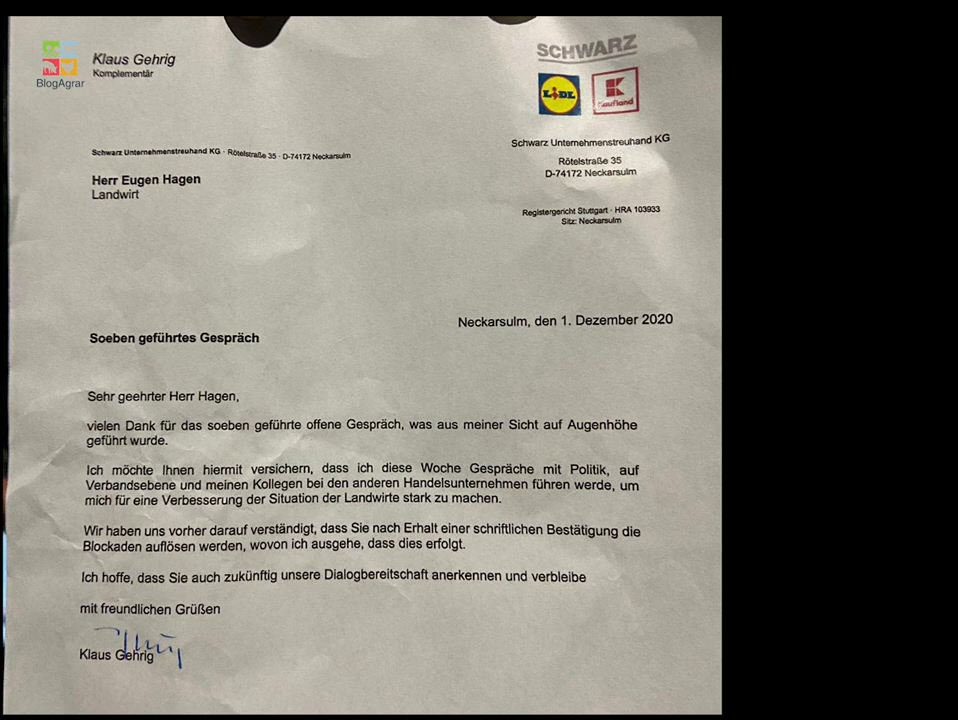 BlogAgrar
Klaus Gehrig
Komplementär
SCHWARZ
LIDL
K
Kaufland
Schwarz Unternehmenstreuhand KG
Rötelstraße 35
D-74172 Neckarsulm
Registergericht Stuttgart · HRA 103933
Sitz: Neckarsulm
Schwarz Unternehmenstreuhand KG · Rötelstraße 35 · D-74172 Neckarsulm
Herr Eugen Hagen
Landwirt
Neckarsulm, den 1. Dezember 2020
Soeben geführtes Gespräch
Sehr geehrter Herr Hagen,
vielen Dank für das soeben geführte offene Gespräch, was aus meiner Sicht auf Augenhöhe
geführt wurde.
Ich möchte Ihnen hiermit versichern, dass ich diese Woche Gespräche mit Politik, auf
Verbandsebene und meinen Kollegen bei den anderen Handelsunternehmen führen werde, um
mich für eine Verbesserung der Situation der Landwirte stark zu machen.
Wir haben uns vorher darauf verständigt, dass Sie nach Erhalt einer schriftlichen Bestätigung die
Blockaden auflösen werden, wovon ich ausgehe, dass dies erfolgt.
Ich hoffe, dass Sie auch zukünftig unsere Dialogbereitschaft anerkennen und verbleibe
mit freundlichen Grüßen
Klaus Gehrig